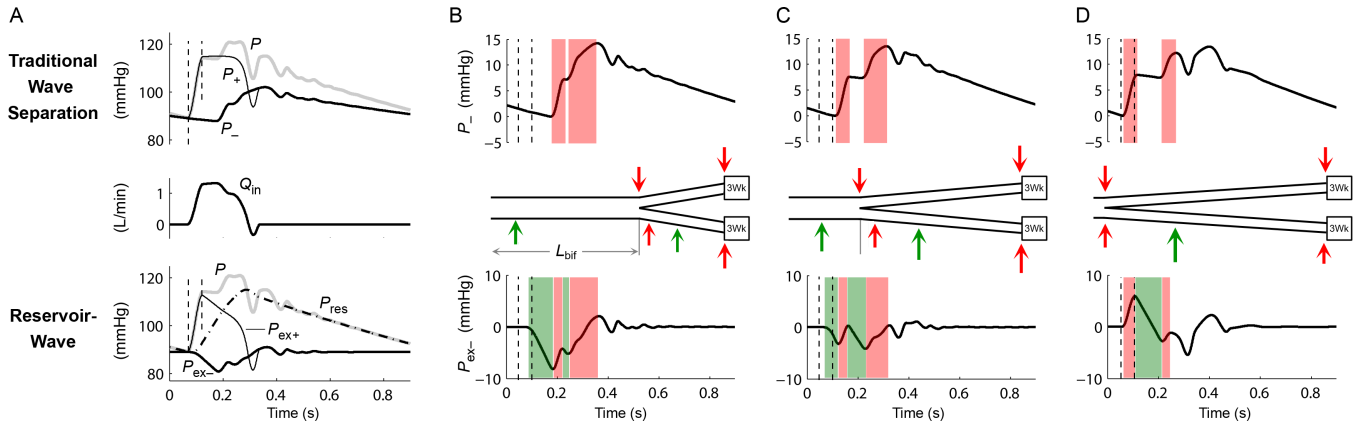 A
B
C
D
Traditional
Wave
Separation
(mmHg)
120
100
80
P
P+
P−
(L/min)
1
0
Qin
Reservoir-
Wave
(mmHg)
120
100
80
P
Pres
Pex+
Pex−
0 0.2 0.4 0.6 0.8
Time (s)
P− (mmHg)
15
10
5
0
−5
3Wk
3Wk
Lbif
Pex− (mmHg)
10
0
−10
0 0.2 0.4 0.6 0.8
Time (s)
15
10
5
0
−5
3Wk
3Wk
10
0
−10
0 0.2 0.4 0.6 0.8
Time (s)
15
10
5
0
−5
3Wk
3Wk
10
0
−10
0 0.2 0.4 0.6 0.8
Time (s)